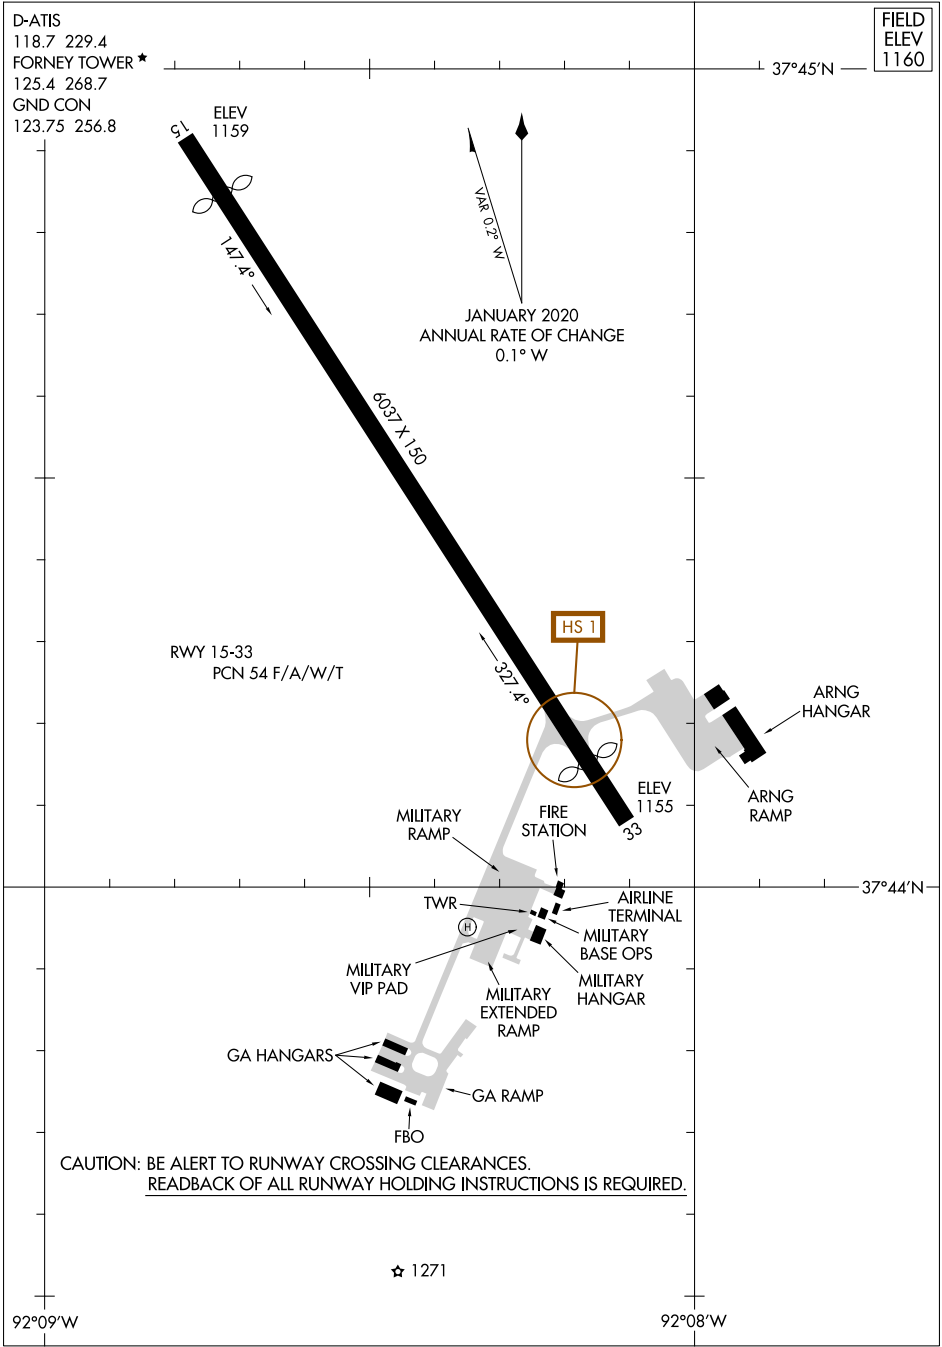 D-ATIS
118.7 229.4
FORNEY TOWER
125.4 268.7
GND CON
123.75 256.8
FIELD
ELEV
1160
37°45'N
15
ELEV
1159
VAR 0.2° W
147.4°
JANUARY 2020
ANNUAL RATE OF CHANGE
0.1° W
6037 X 150
HS 1
RWY 15-33
PCN 54 F/A/W/T
327.4°
ARNG
HANGAR
ELEV
1155
33
ARNG
RAMP
MILITARY
RAMP
FIRE
STATION
37°44'N
TWR
AIRLINE
TERMINAL
H
MILITARY
BASE OPS
MILITARY
VIP PAD
MILITARY
HANGAR
MILITARY
EXTENDED
RAMP
GA HANGARS
GA RAMP
FBO
CAUTION: BE ALERT TO RUNWAY CROSSING CLEARANCES.
READBACK OF ALL RUNWAY HOLDING INSTRUCTIONS IS REQUIRED.
1271
92°09'W
92°08'W